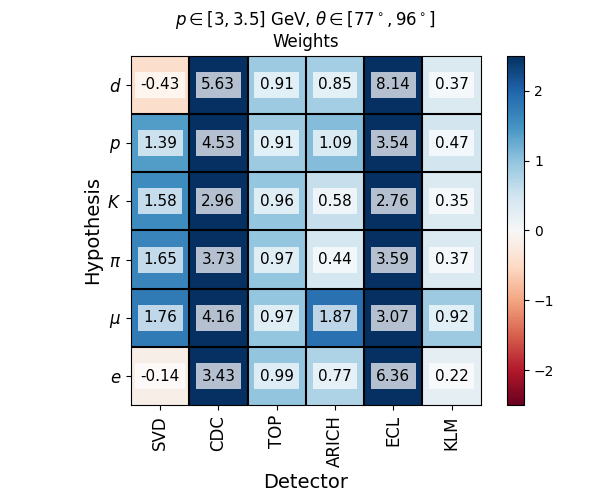 p ∈ [3, 3.5] GeV, θ ∈ [77°, 96°]
Weights
d -0.43 5.63 0.91 0.85 8.14 0.37
p 1.39 4.53 0.91 1.09 3.54 0.47
K 1.58 2.96 0.96 0.58 2.76 0.35
π 1.65 3.73 0.97 0.44 3.59 0.37
μ 1.76 4.16 0.97 1.87 3.07 0.92
e -0.14 3.43 0.99 0.77 6.36 0.22
SVD CDC TOP ARICH ECL KLM
Detector
Hypothesis
2
1
0
−1
−2